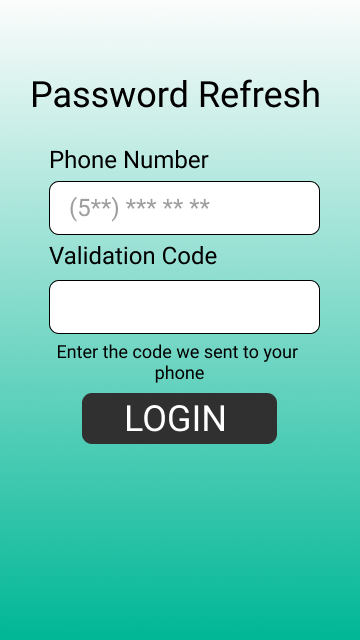 Password Refresh
Phone Number
(5**) *** ** **
Validation Code
Enter the code we sent to your
phone
LOGIN